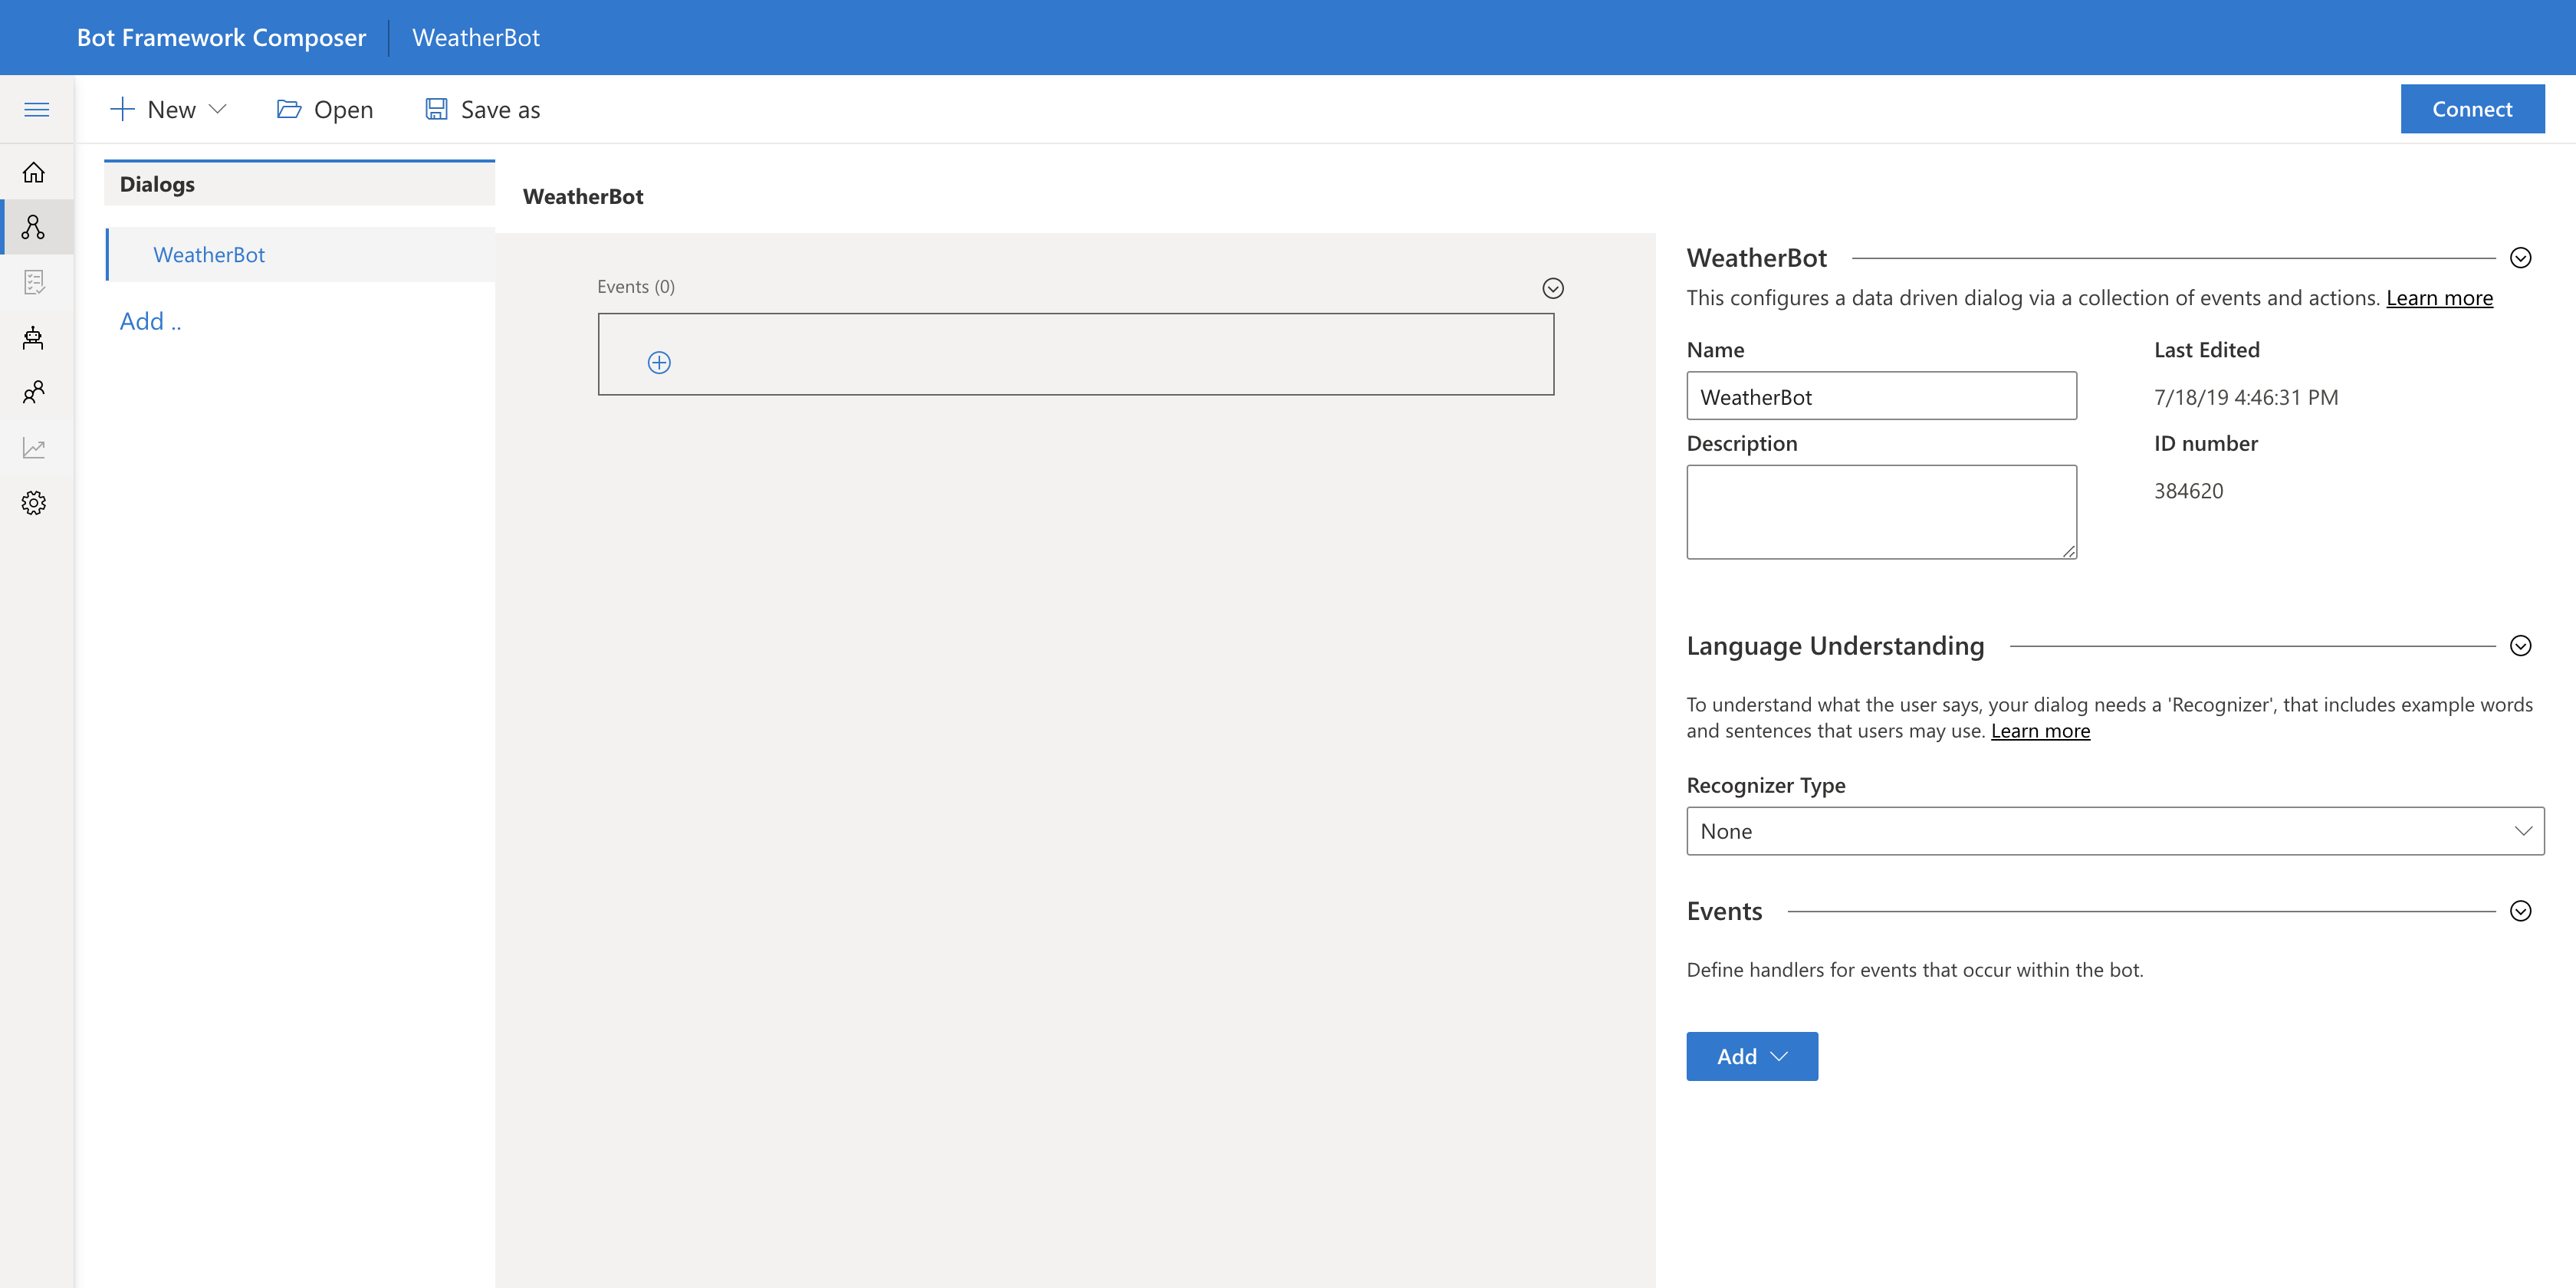 Bot Framework Composer
WeatherBot
New
Open
Save as
Connect
Dialogs
WeatherBot
Add ..
WeatherBot
Events (0)
WeatherBot
This configures a data driven dialog via a collection of events and actions. Learn more
Name
Last Edited
WeatherBot
7/18/19 4:46:31 PM
Description
ID number
384620
Language Understanding
To understand what the user says, your dialog needs a 'Recognizer', that includes example words
and sentences that users may use. Learn more
Recognizer Type
None
Events
Define handlers for events that occur within the bot.
Add